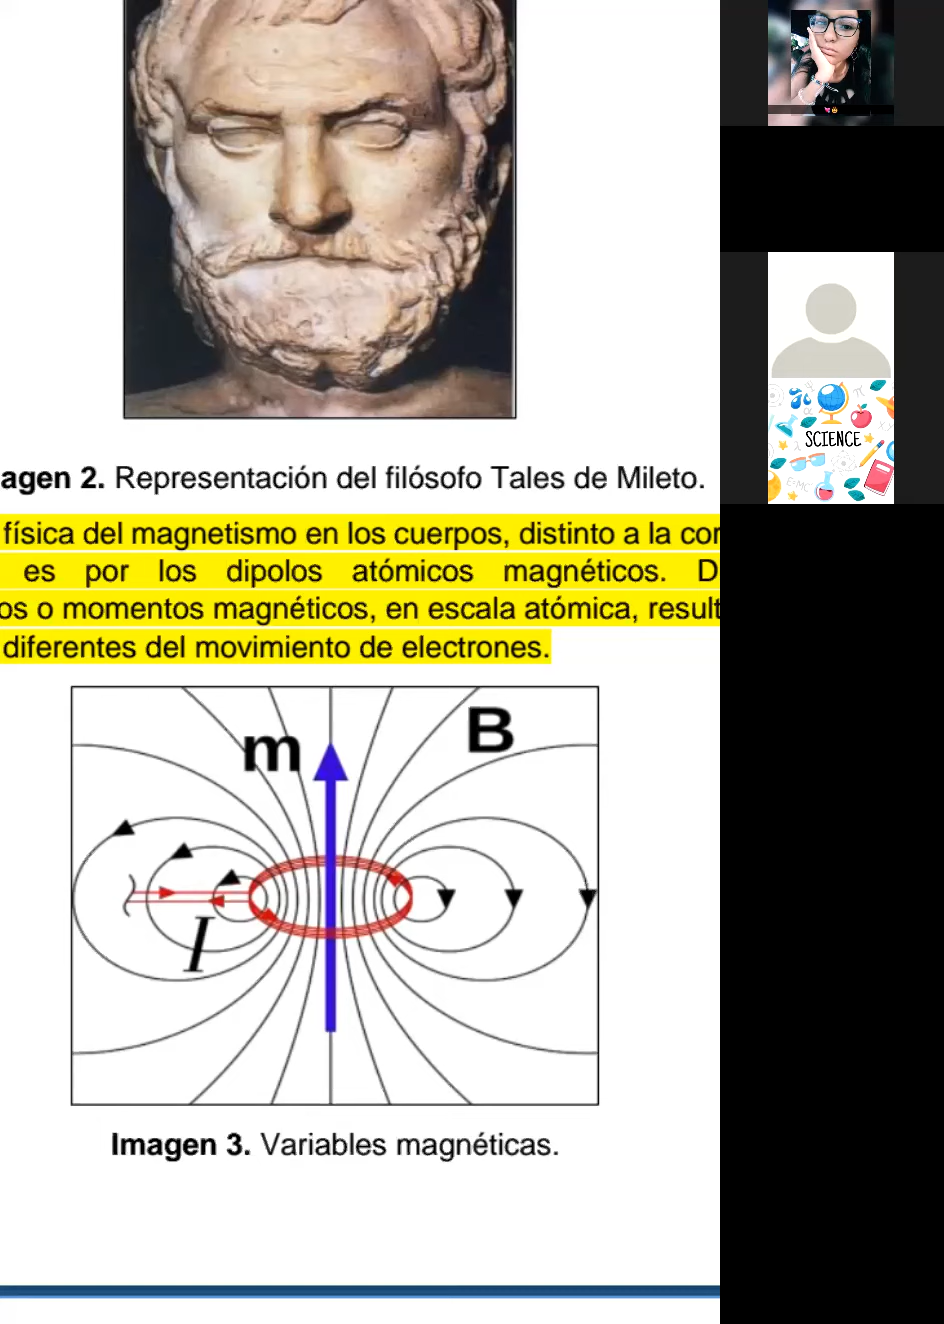 agen 2. Representación del filósofo Tales de Mileto.
física del magnetismo en los cuerpos, distinto a la cor
es por los dipolos atómicos magnéticos. D
os o momentos magnéticos, en escala atómica, result
diferentes del movimiento de electrones.
m
B
I
Imagen 3. Variables magnéticas.
SCIENCE